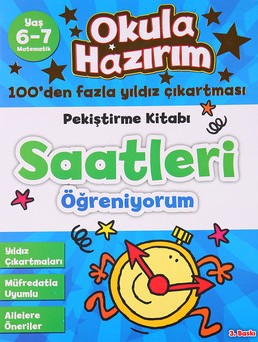 Yaş
6-7
Matematik
Okula
Hazırım
100'den fazla yıldız çıkartması
Pekiştirme Kitabı
Saatleri
Öğreniyorum
Yıldız
Çıkartmaları
Müfredatla
Uyumlu
Ailelere
Öneriler
3. Baskı